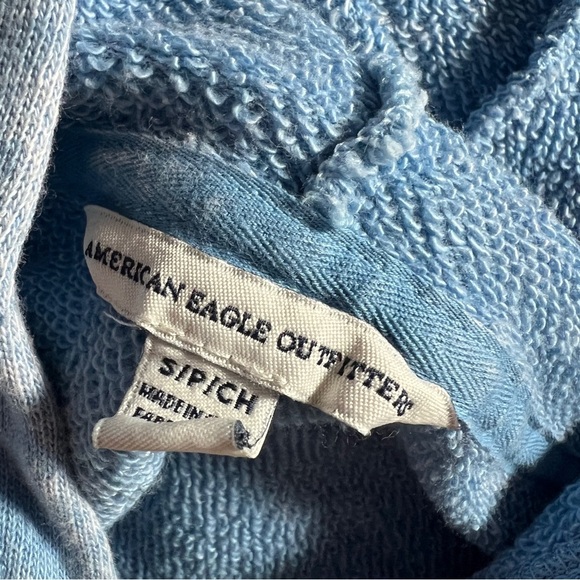 AMERICAN EAGLE OUTFITTERS
S/P/CH
MADE IN